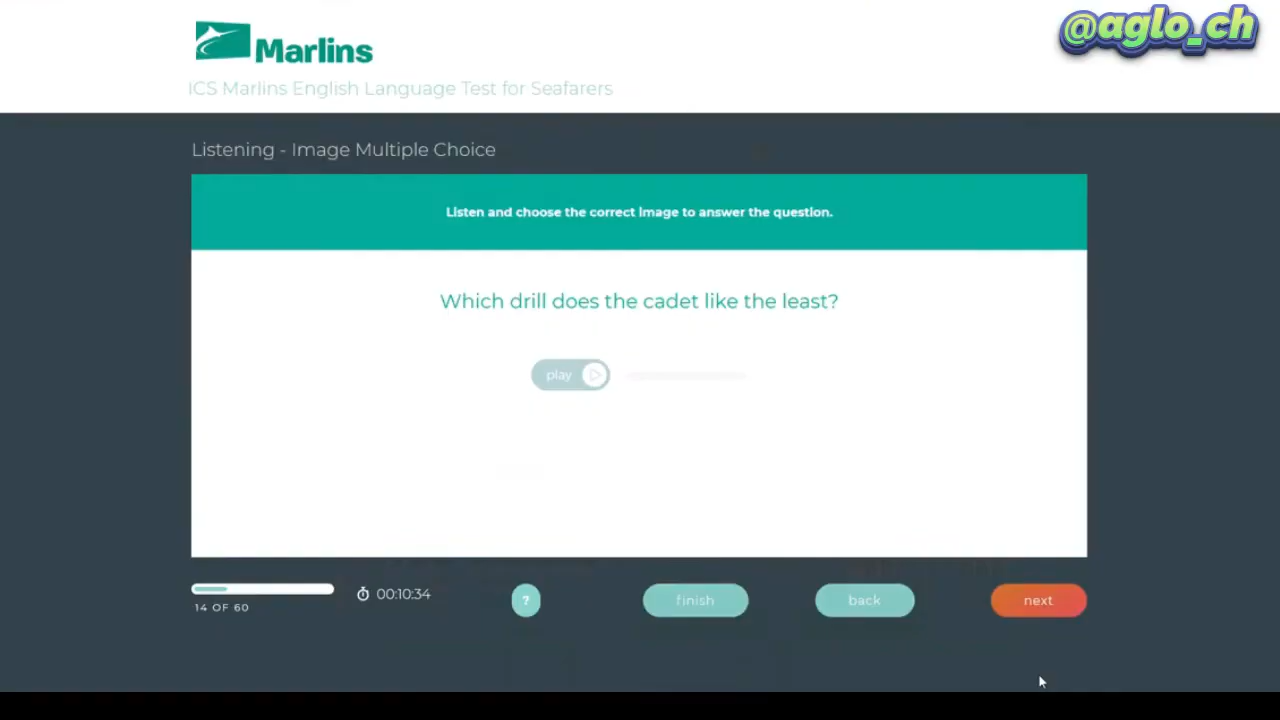 @aglo_ch
Marlins
ICS Marlins English Language Test for Seafarers
Listening - Image Multiple Choice
Listen and choose the correct image to answer the question.
Which drill does the cadet like the least?
play
14 OF 60
00:10:34
?
finish
back
next